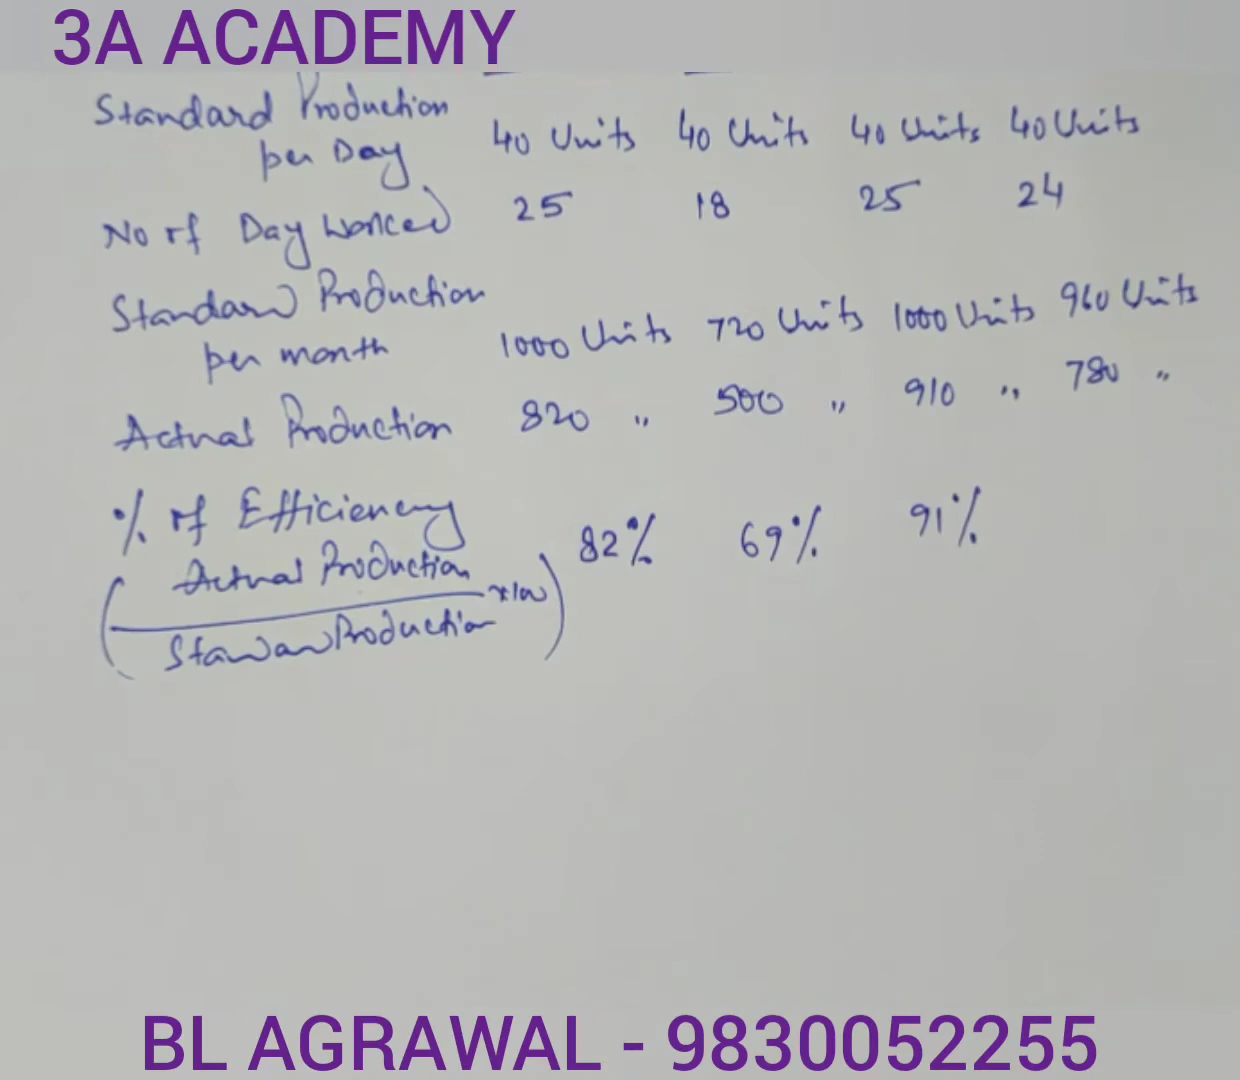 3A ACADEMY
Standard Production
per Day 40 Units 40 Units 40 Units 40 Units
No of Day Worked 25 18 25 24
Standard Production
per month 1000 Units 720 Units 1000 Units 960 Units
Actual Production 820 " 500 " 910 " 780 "
% of Efficiency 82% 69% 91%
( Actual Production
Standard Production x100 )
BL AGRAWAL - 9830052255